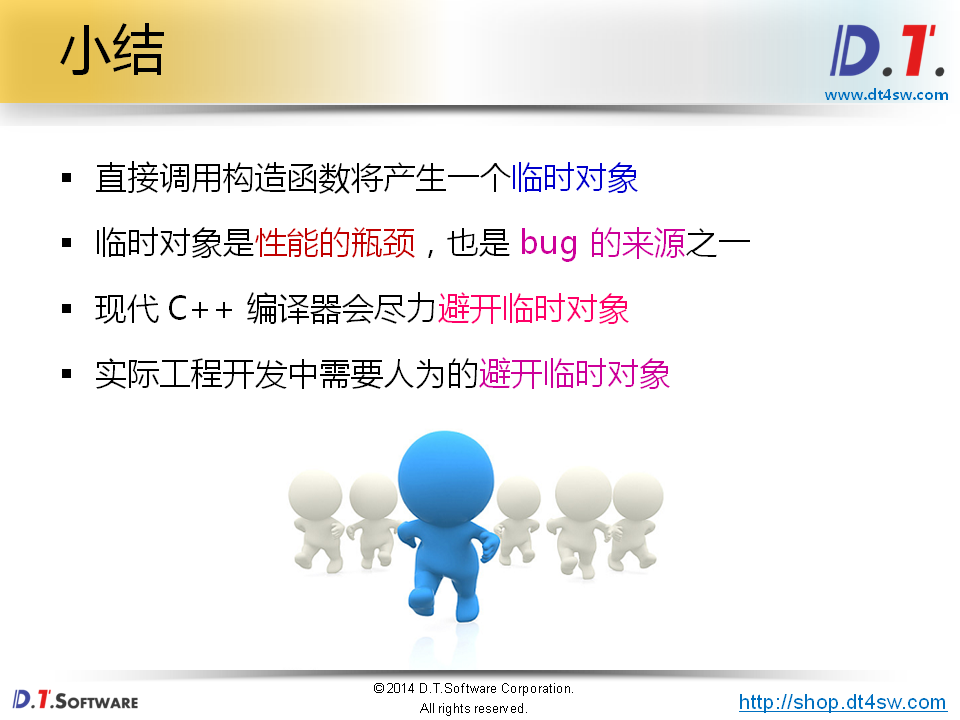 小结
D.T.
www.dt4sw.com
▪ 直接调用构造函数将产生一个临时对象
▪ 临时对象是性能的瓶颈，也是 bug 的来源之一
▪ 现代 C++ 编译器会尽力避开临时对象
▪ 实际工程开发中需要人为的避开临时对象
D.T.SOFTWARE
©2014 D.T.Software Corporation.
All rights reserved.
http://shop.dt4sw.com